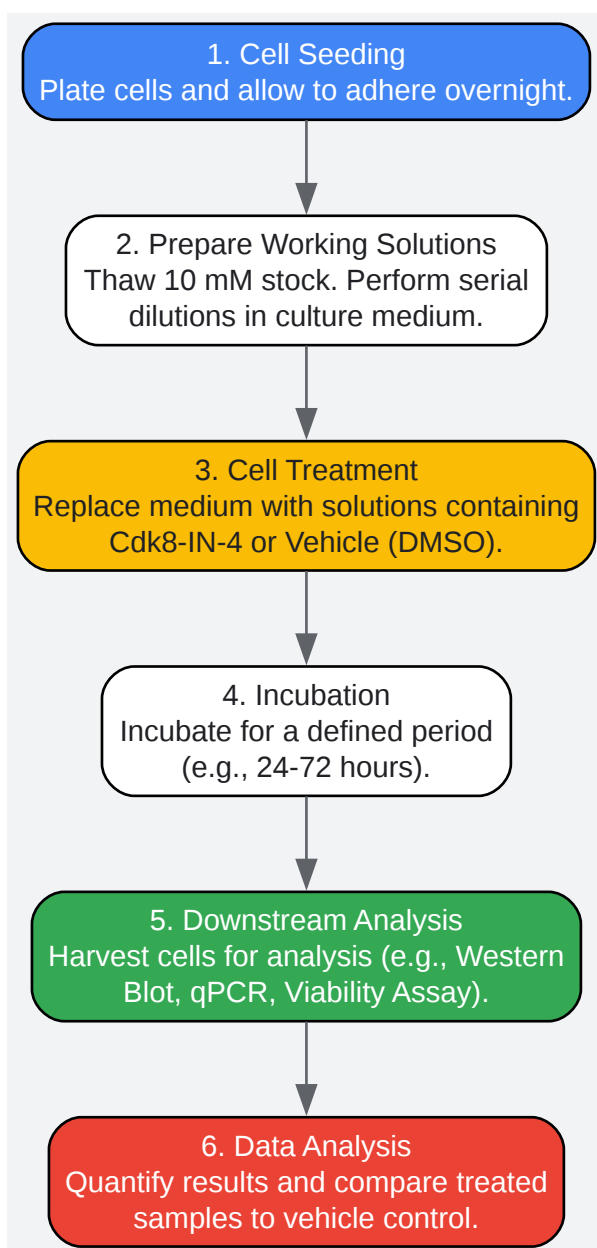 1. Cell Seeding
Plate cells and allow to adhere overnight.
2. Prepare Working Solutions
Thaw 10 mM stock. Perform serial
dilutions in culture medium.
3. Cell Treatment
Replace medium with solutions containing
Cdk8-IN-4 or Vehicle (DMSO).
4. Incubation
Incubate for a defined period
(e.g., 24-72 hours).
5. Downstream Analysis
Harvest cells for analysis (e.g., Western
Blot, qPCR, Viability Assay).
6. Data Analysis
Quantify results and compare treated
samples to vehicle control.